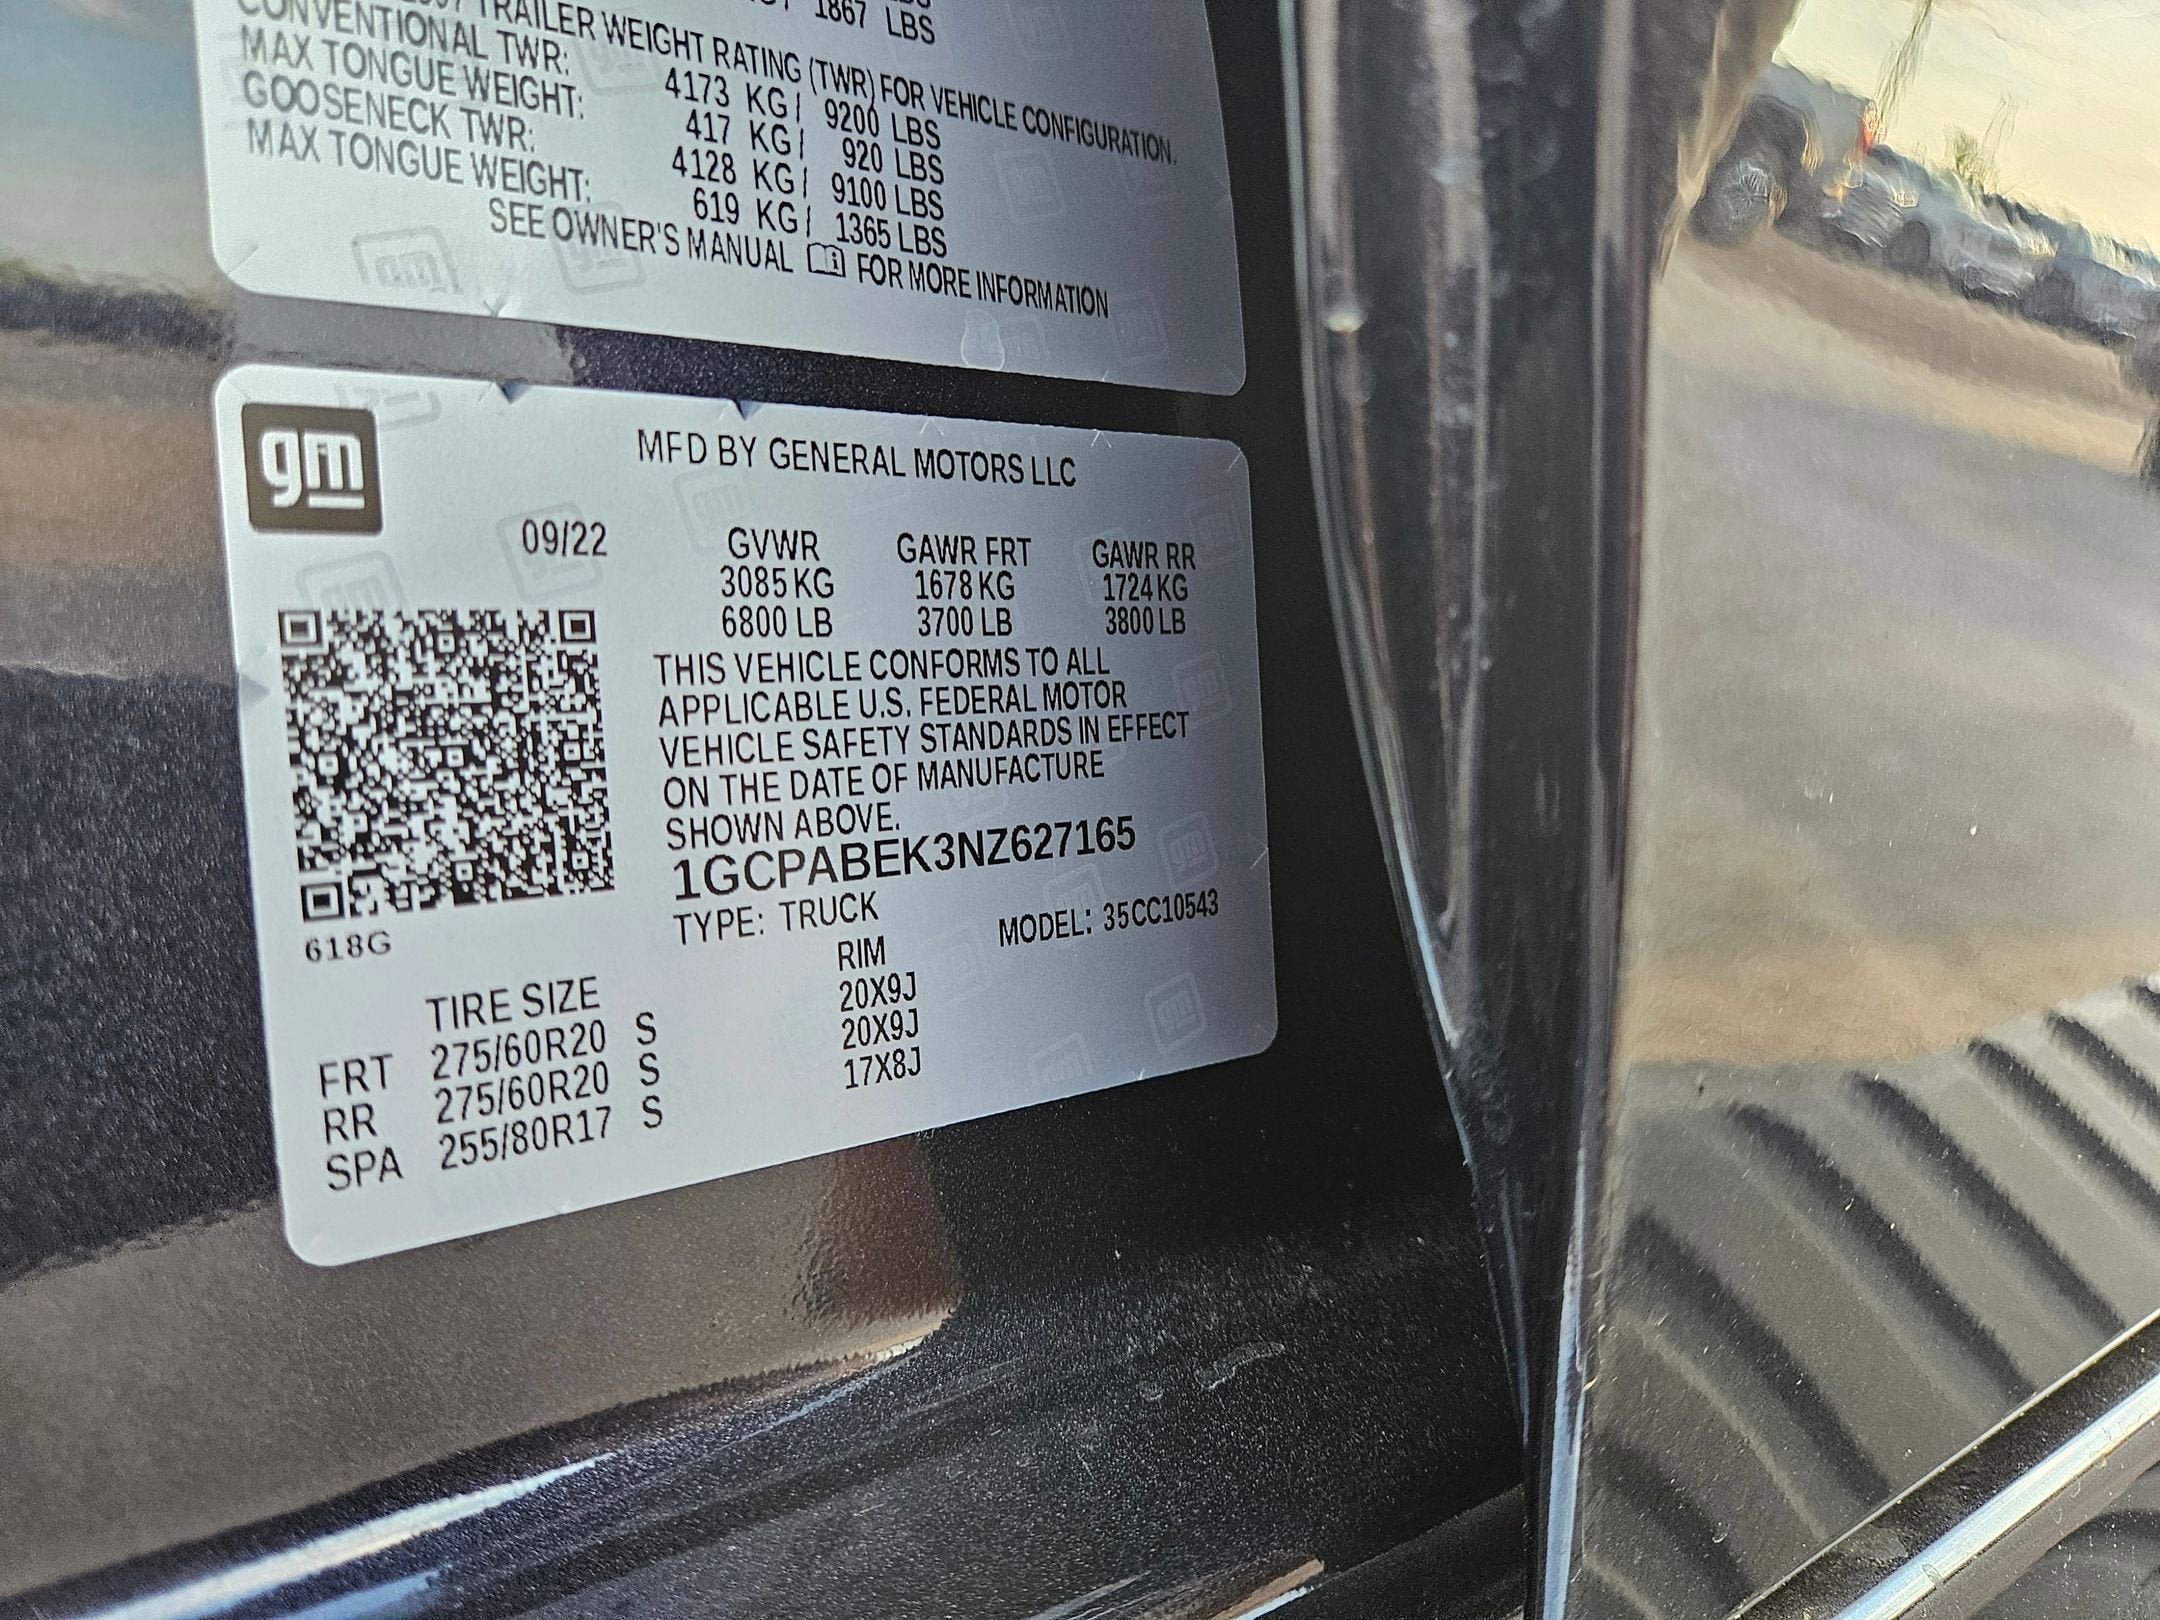 1867 LBS
TRAILER WEIGHT RATING (TWR) FOR VEHICLE CONFIGURATION.
CONVENTIONAL TWR: 4173 KG/ 9200 LBS
MAX TONGUE WEIGHT: 417 KG/ 920 LBS
GOOSENECK TWR: 4128 KG/ 9100 LBS
MAX TONGUE WEIGHT: 619 KG/ 1365 LBS
SEE OWNER'S MANUAL FOR MORE INFORMATION
gm
MFD BY GENERAL MOTORS LLC
09/22 GVWR GAWR FRT GAWR RR
3085 KG 1678 KG 1724 KG
6800 LB 3700 LB 3800 LB
THIS VEHICLE CONFORMS TO ALL
APPLICABLE U.S. FEDERAL MOTOR
VEHICLE SAFETY STANDARDS IN EFFECT
ON THE DATE OF MANUFACTURE
SHOWN ABOVE.
1GCPABEK3NZ627165
TYPE: TRUCK MODEL: 35CC10543
618G
TIRE SIZE RIM
FRT 275/60R20 S 20X9J
RR 275/60R20 S 20X9J
SPA 255/80R17 S 17X8J